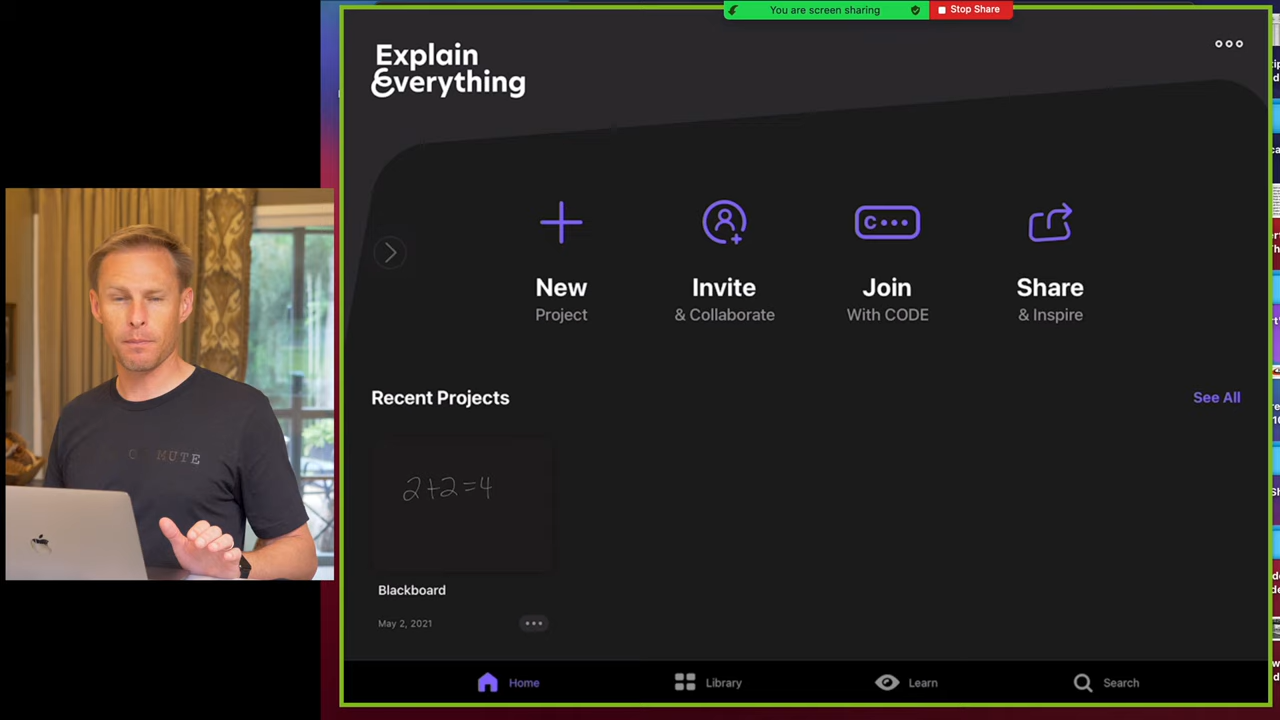 You are screen sharing
Stop Share
Explain
Everything
New
Project
Invite
& Collaborate
C
Join
With CODE
Share
& Inspire
Recent Projects
See All
2+2=4
Blackboard
May 2, 2021
Home
Library
Learn
Search